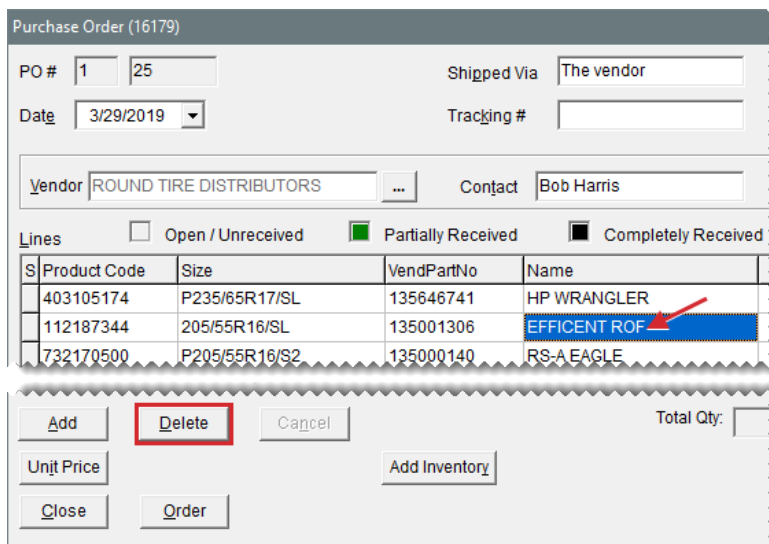 Purchase Order (16179)
PO # 1 25 Shipped Via The vendor
Date 3/29/2019 Tracking #
Vendor ROUND TIRE DISTRIBUTORS ... Contact Bob Harris
Lines Open / Unreceived Partially Received Completely Received
S Product Code Size VendPartNo Name
403105174 P235/65R17/SL 135646741 HP WRANGLER
112187344 205/55R16/SL 135001306 EFFICENT ROF
732170500 P205/55R16/S2 135000140 RS-A EAGLE
Add Delete Cancel Total Qty:
Unit Price Add Inventory
Close Order